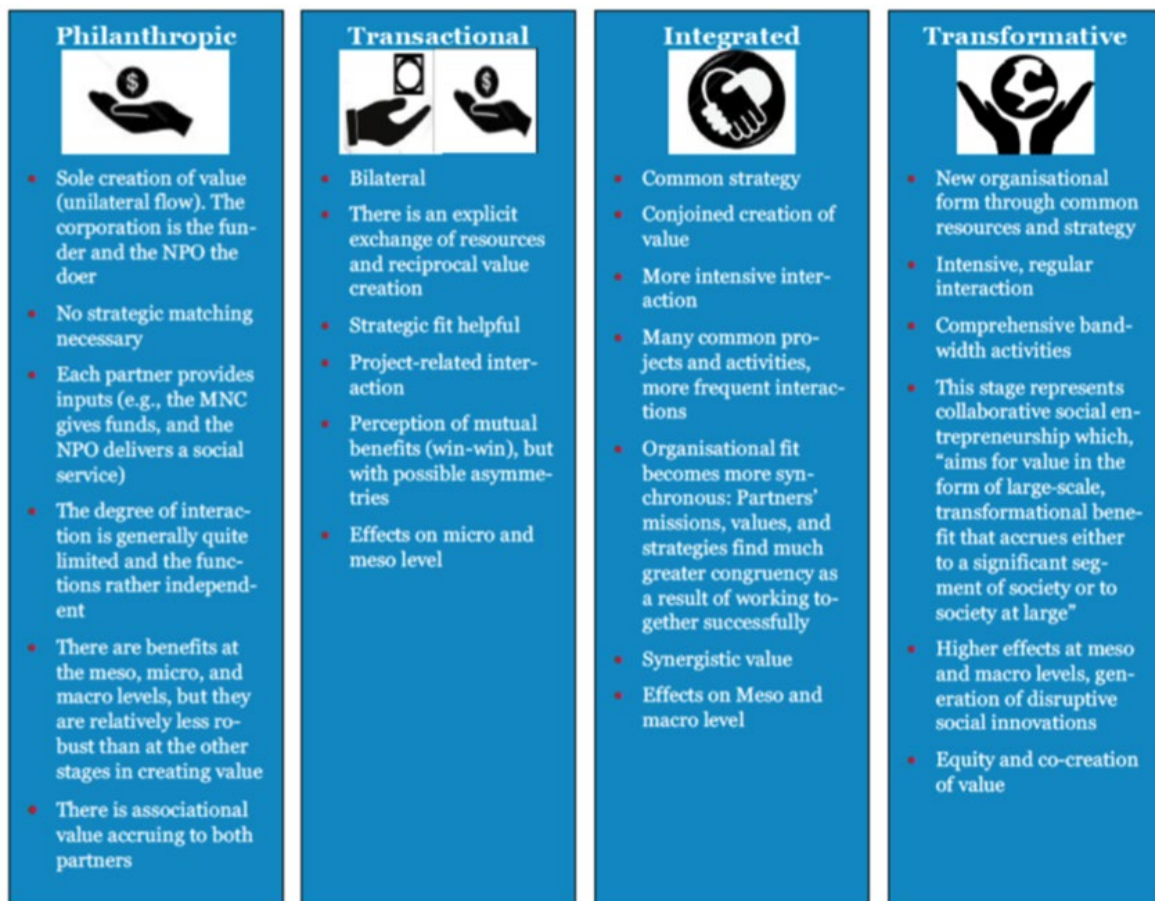 Philanthropic
$
Sole creation of value
(unilateral flow). The
corporation is the fun-
der and the NPO the
doer
No strategic matching
necessary
Each partner provides
inputs (e.g., the MNC
gives funds, and the
NPO delivers a social
service)
The degree of interac-
tion is generally quite
limited and the func-
tions rather independ-
ent
There are benefits at
the meso, micro, and
macro levels, but they
are relatively less ro-
bust than at the other
stages in creating value
There is associational
value accruing to both
partners
Transactional
$
Bilateral
There is an explicit
exchange of resources
and reciprocal value
creation
Strategic fit helpful
Project-related inter-
action
Perception of mutual
benefits (win-win), but
with possible asymme-
tries
Effects on micro and
meso level
Integrated
Common strategy
Conjoined creation of
value
More intensive inter-
action
Many common pro-
jects and activities,
more frequent interac-
tions
Organisational fit
becomes more syn-
chronous: Partners’
missions, values, and
strategies find much
greater congruency as
a result of working to-
gether successfully
Synergistic value
Effects on Meso and
macro level
Transformative
New organisational
form through common
resources and strategy
Intensive, regular
interaction
Comprehensive band-
width activities
This stage represents
collaborative social en-
trepreneurship which,
“aims for value in the
form of large-scale,
transformational bene-
fit that accrues either
to a significant seg-
ment of society or to
society at large”
Higher effects at meso
and macro levels, gen-
eration of disruptive
social innovations
Equity and co-creation
of value